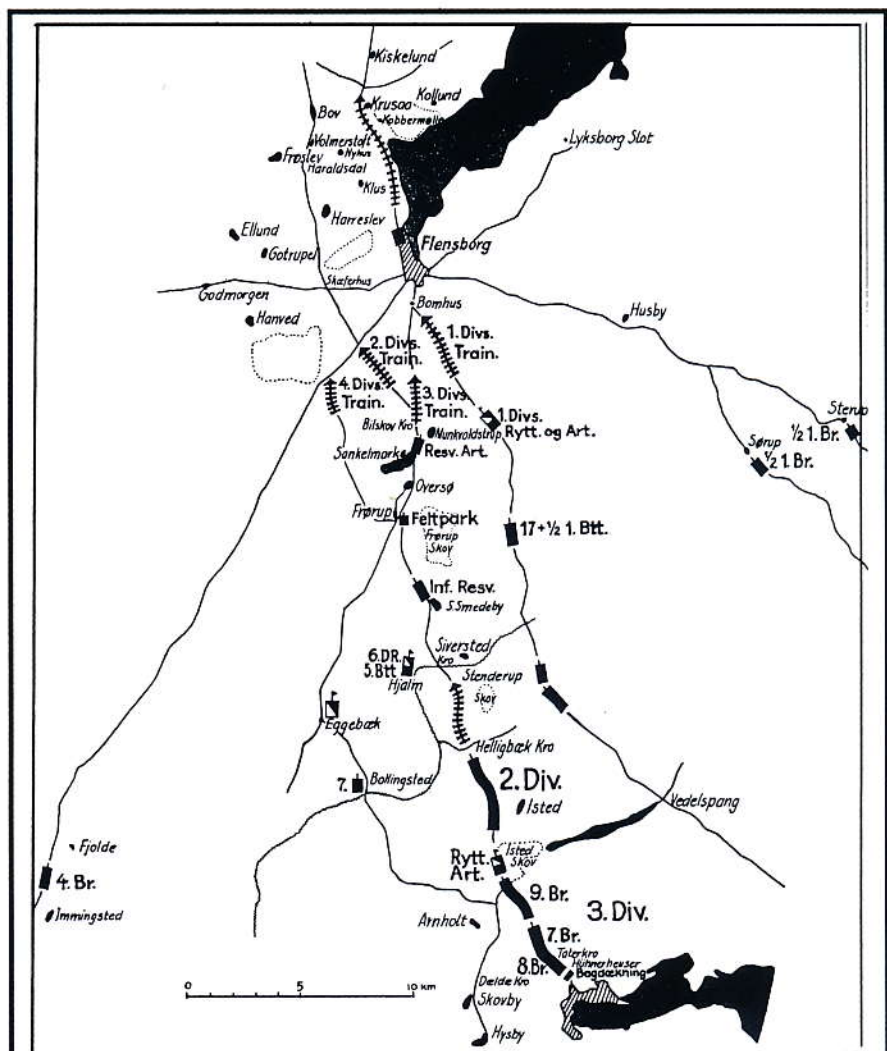 Kiskelund
Kollund
Krusaa
Kobbermølle
Bov
Volmerstoft
Nyhus
Frøslev
Haraldsdal
Klus
Lyksborg Slot
Harreslev
Ellund
Gotrupel
Flensborg
Skæferhus
Godmorgen
Bomhus
Husby
Hanved
2. Divs.
Train.
1. Divs.
Train.
4. Divs.
Train.
3. Divs.
Train.
1. Divs.
Rytt. og Art.
Sterup
½ 1. Br.
Bilskov Kro
Munkvoldstrup
Sankelmark
Resv. Art.
Sørup
½ 1. Br.
Oversø
Frørup
Feltpark
Frørup
Skov
17 + ½ 1. Btt.
Inf. Resv.
S. Smedeby
6. DR.
5. Btt
Hjalm
Siversted
Kro
Stenderup
Skov
Eggebæk
Helligbæk Kro
7.
Bollingsted
2. Div.
Isted
Vedelspang
Fjolde
4. Br.
Immingsted
Rytt.
Art.
Isted
Skov
9. Br.
3. Div.
Arnholt
7. Br.
Taterkro
Hühnerheuser
8. Br.
Bagdækning
0 5 10 km
Dælde Kro
Skovby
Hysby